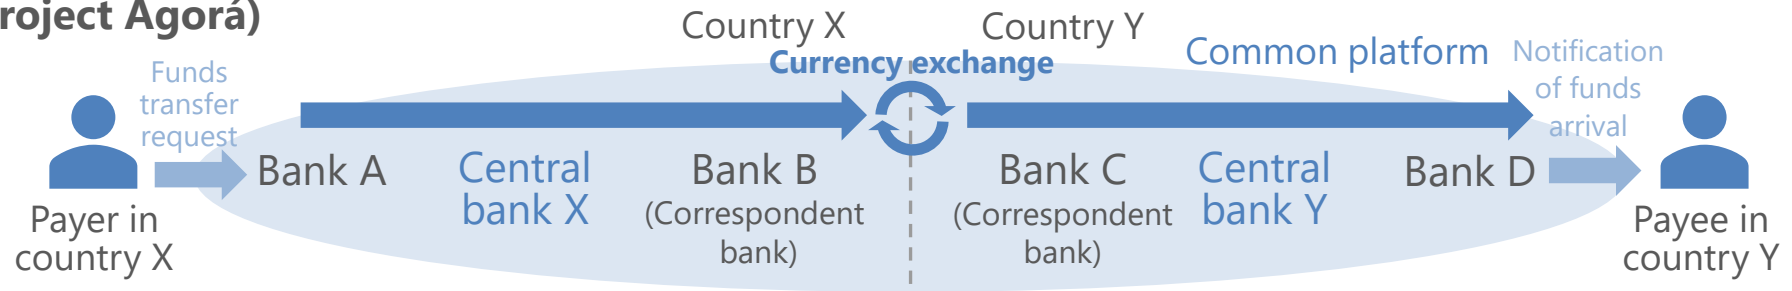 roject Agorá)
Country X
Country Y
Currency exchange
Common platform
Funds
transfer
request
Notification
of funds
arrival
Bank A
Central
bank X
Bank B
(Correspondent
bank)
Bank C
(Correspondent
bank)
Central
bank Y
Bank D
Payer in
country X
Payee in
country Y